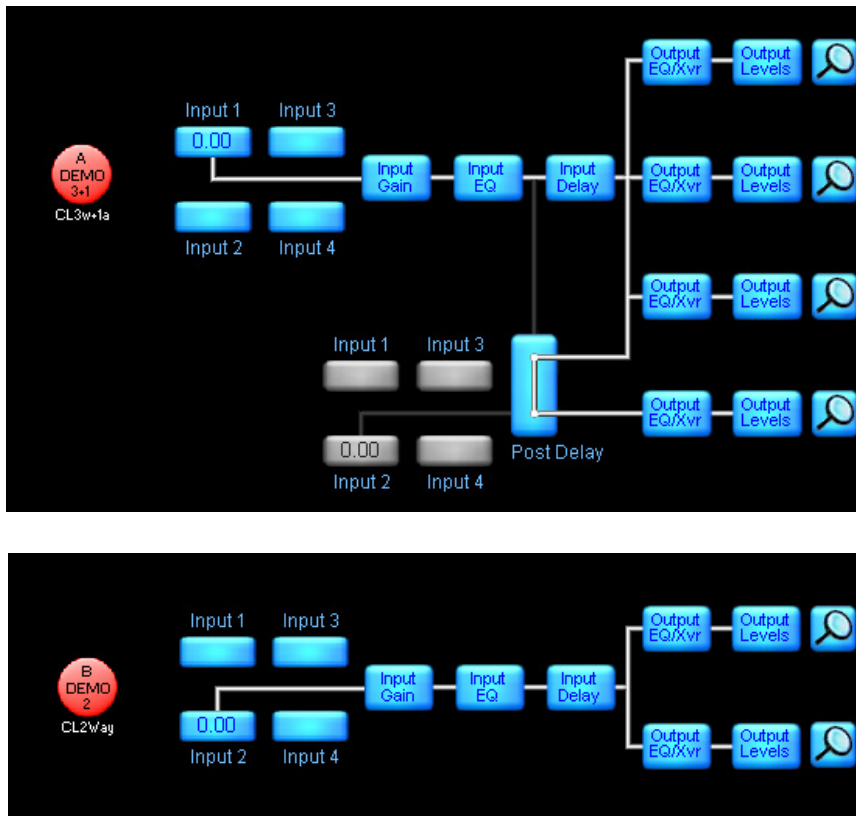 Output EQ/Xvr
Output Levels
Input 1
Input 3
0.00
A
DEMO
3+1
CL3w+1a
Input Gain
Input EQ
Input Delay
Output EQ/Xvr
Output Levels
Input 2
Input 4
Output EQ/Xvr
Output Levels
Input 1
Input 3
Output EQ/Xvr
Output Levels
0.00
Post Delay
Input 2
Input 4
Input 1
Input 3
Output EQ/Xvr
Output Levels
B
DEMO
2
CL2Way
Input Gain
Input EQ
Input Delay
0.00
Input 2
Input 4
Output EQ/Xvr
Output Levels